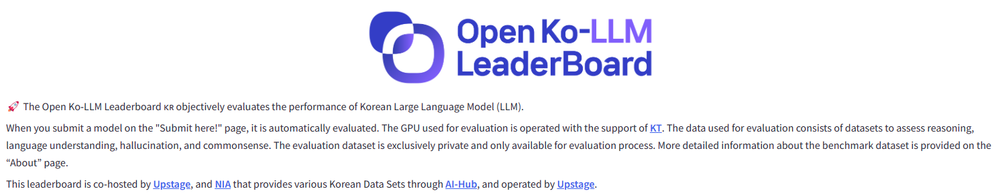 Open Ko-LLM
LeaderBoard
🚀 The Open Ko-LLM Leaderboard ᴋʀ objectively evaluates the performance of Korean Large Language Model (LLM).
When you submit a model on the "Submit here!" page, it is automatically evaluated. The GPU used for evaluation is operated with the support of KT. The data used for evaluation consists of datasets to assess reasoning,
language understanding, hallucination, and commonsense. The evaluation dataset is exclusively private and only available for evaluation process. More detailed information about the benchmark dataset is provided on the
“About” page.
This leaderboard is co-hosted by Upstage, and NIA that provides various Korean Data Sets through AI-Hub, and operated by Upstage.